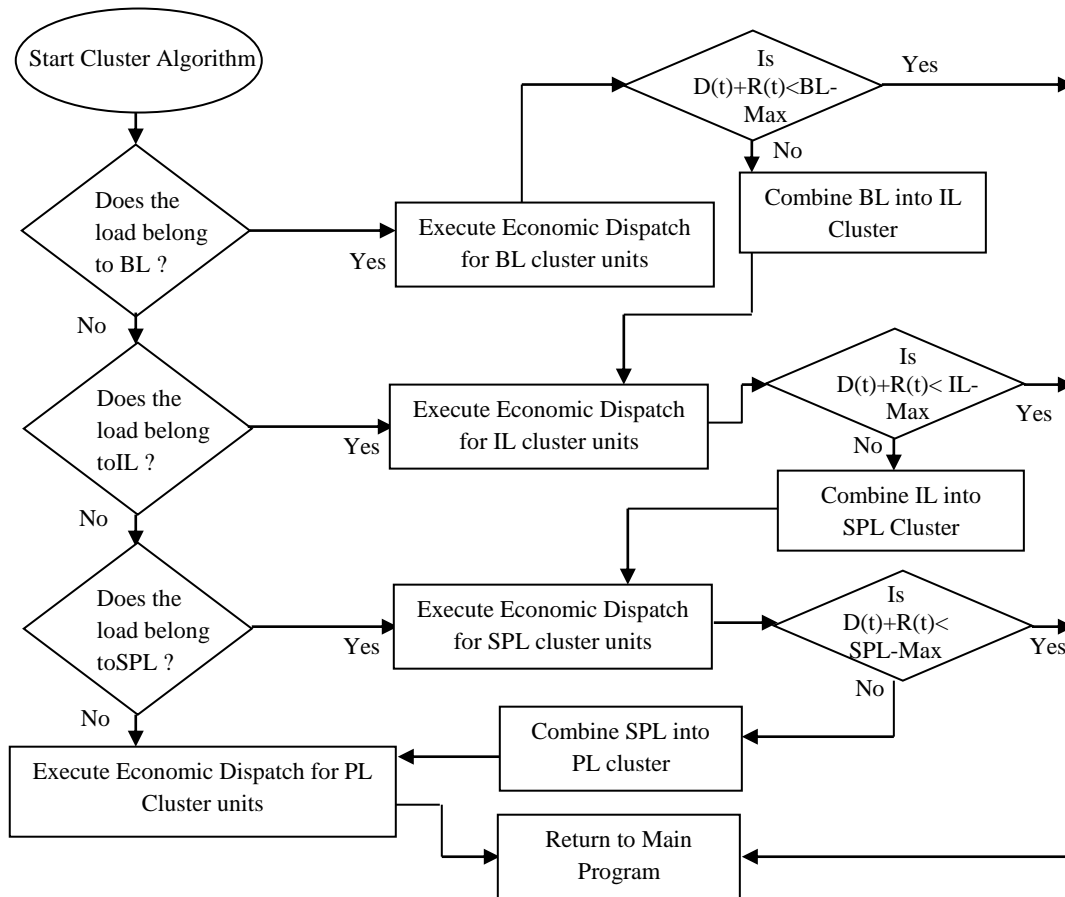 Start Cluster Algorithm
Is
D(t)+R(t)<BL-
Max
Yes
No
Does the
load belong
to BL ?
Yes
Execute Economic Dispatch
for BL cluster units
Combine BL into IL
Cluster
No
Does the
load belong
toIL ?
Yes
Execute Economic Dispatch
for IL cluster units
Is
D(t)+R(t)< IL-
Max
Yes
No
Combine IL into
SPL Cluster
No
Does the
load belong
toSPL ?
Yes
Execute Economic Dispatch
for SPL cluster units
Is
D(t)+R(t)<
SPL-Max
Yes
No
No
Combine SPL into
PL cluster
Execute Economic Dispatch for PL
Cluster units
Return to Main
Program